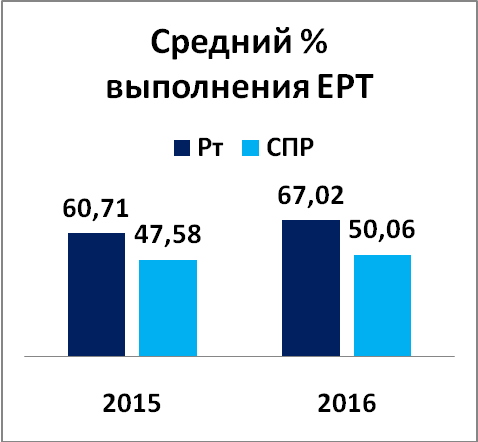 Средний %
выполнения ЕРТ
Рт СПР
60,71 47,58 67,02 50,06
2015 2016